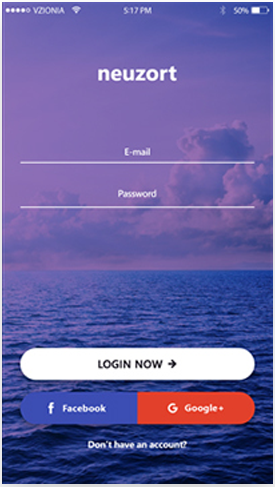 VZIONIA 5:17 PM 50%
neuzort
E-mail
Password
LOGIN NOW →
f Facebook G Google+
Don't have an account?